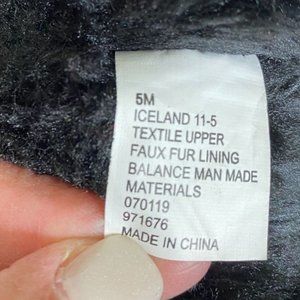 5M
ICELAND 11-5
TEXTILE UPPER
FAUX FUR LINING
BALANCE MAN MADE
MATERIALS
070119
971676
MADE IN CHINA